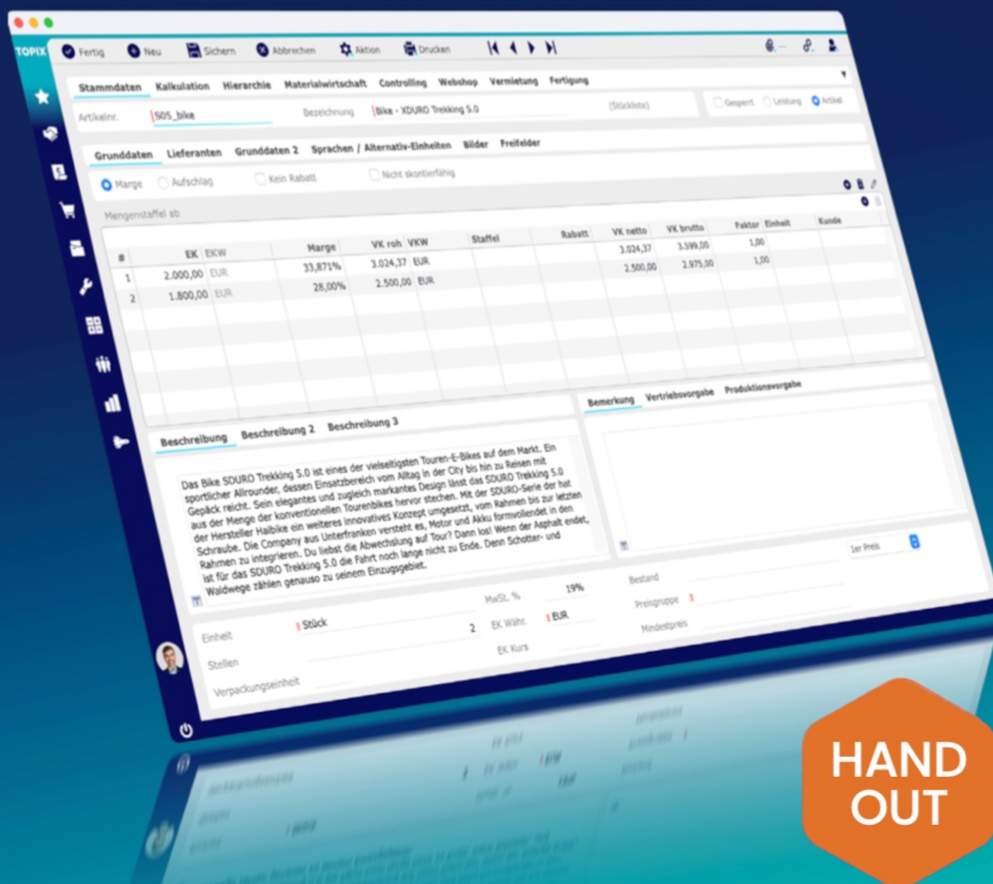 TOPIX Fertig Neu Sichern Abbrechen Aktion Drucken
Stammdaten Kalkulation Hierarchie Materialwirtschaft Controlling Webshop Vermietung Fertigung
Artikelnr. S05_bike Bezeichnung Bike - XDURO Trekking 5.0 (Stückliste) Gesperrt Leistung Artikel
Grunddaten Lieferanten Grunddaten 2 Sprachen / Alternativ-Einheiten Bilder Freifelder
Marge Aufschlag Kein Rabatt Nicht skontierfähig
Mengenstaffel ab
# EK EKW Marge VK roh VKW Staffel Rabatt VK netto VK brutto Faktor Einheit Kunde
1 2.000,00 EUR 33,871% 3.024,37 EUR 3.024,37 3.599,00 1,00
2 1.800,00 EUR 28,00% 2.500,00 EUR 2.500,00 2.975,00 1,00
Beschreibung Beschreibung 2 Beschreibung 3
Das Bike SDURO Trekking 5.0 ist eines der vielseitigsten Touren-E-Bikes auf dem Markt. Ein
sportlicher Allrounder, dessen Einsatzbereich vom Alltag in der City bis hin zu Reisen mit
Gepäck reicht. Sein elegantes und zugleich markantes Design lässt das SDURO Trekking 5.0
aus der Menge der konventionellen Tourenbikes hervor stechen. Mit der SDURO-Serie der hat
der Hersteller Haibike ein weiteres innovatives Konzept umgesetzt, vom Rahmen bis zur letzten
Schraube. Die Company aus Unterfranken versteht es, Motor und Akku formvollendet in den
Rahmen zu integrieren. Du liebst die Abwechslung auf Tour? Dann los! Wenn der Asphalt endet,
ist für das SDURO Trekking 5.0 die Fahrt noch lange nicht zu Ende. Denn Schotter- und
Waldwege zählen genauso zu seinem Einzugsgebiet.
Bemerkung Vertriebsvorgabe Produktionsvorgabe
Einheit Stück MwSt. % 19% Bestand 1er Preis
Stellen 2 EK Währ. EUR Preisgruppe
Verpackungseinheit EK Kurs Mindestpreis
HAND
OUT